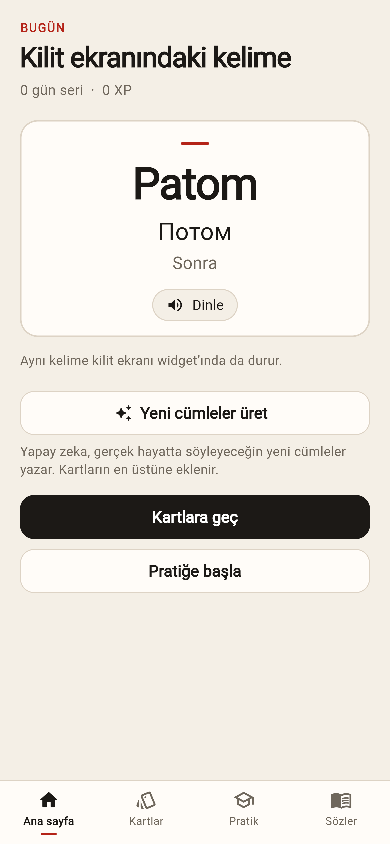 BUGÜN
Kilit ekranındaki kelime
0 gün seri · 0 XP
Patom
Потом
Sonra
Dinle
Aynı kelime kilit ekranı widget'ında da durur.
Yeni cümleler üret
Yapay zeka, gerçek hayatta söyleyeceğin yeni cümleler
yazar. Kartların en üstüne eklenir.
Kartlara geç
Pratiğe başla
Ana sayfa
Kartlar
Pratik
Sözler